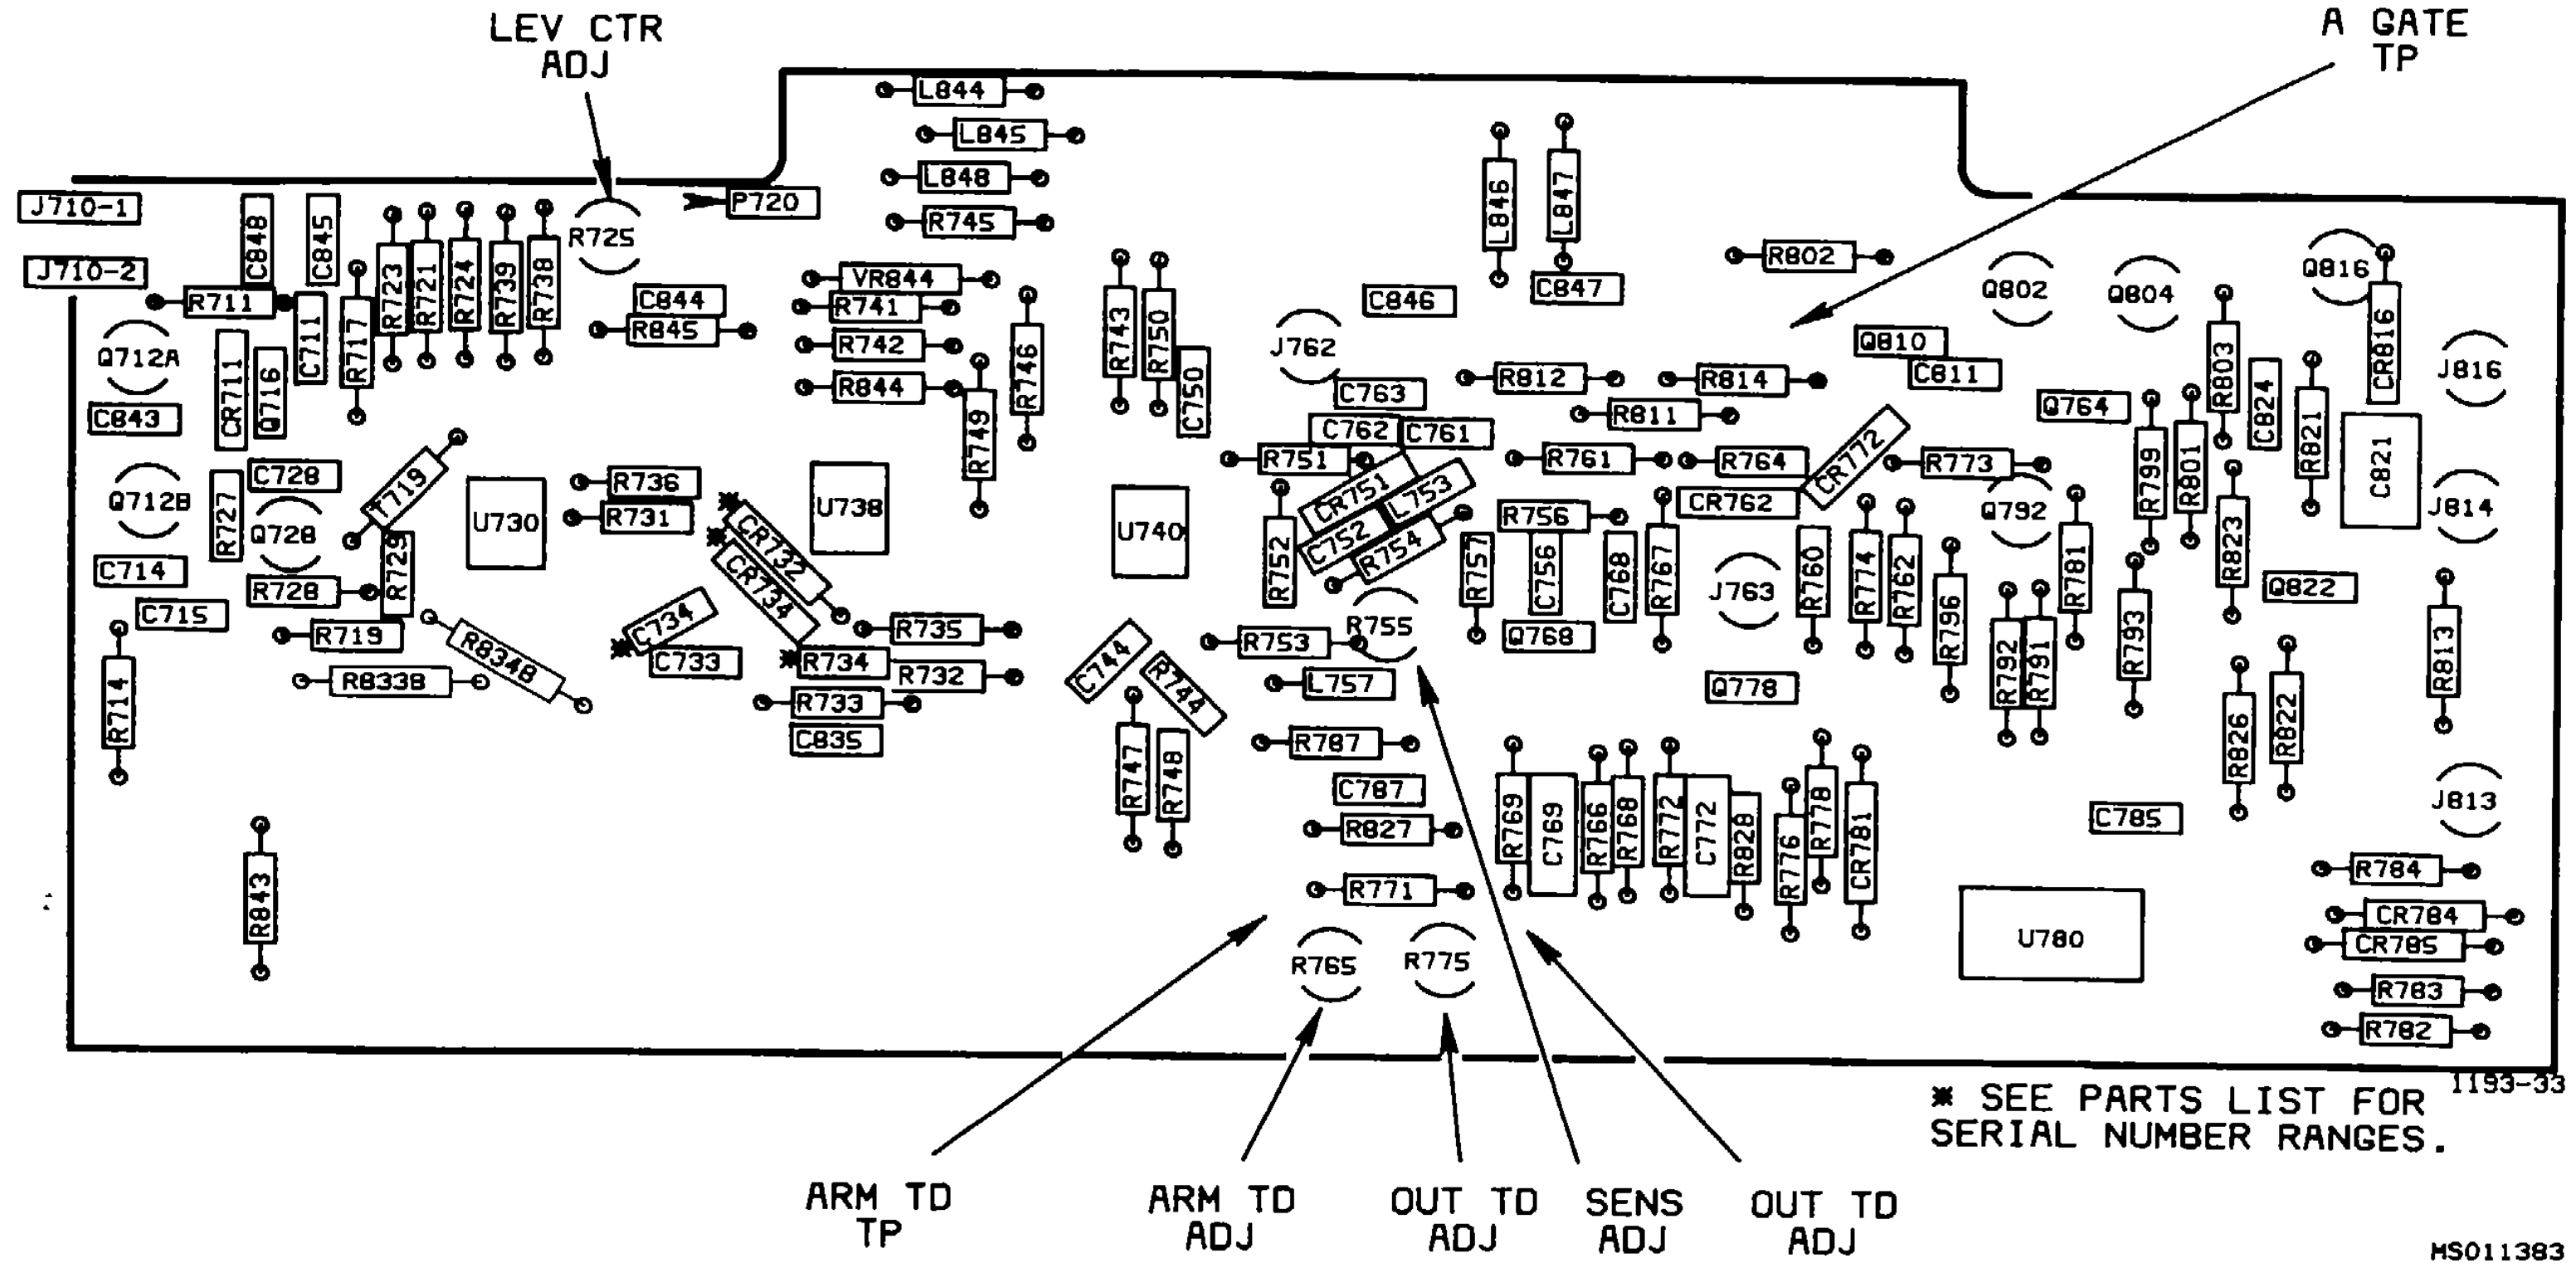 LEV CTR
ADJ
A GATE
TP
L844
L845
L848
R745
P720
J710-1
J710-2
C848
C845
R711
C711
R717
R723
R721
R724
R739
R738
R725
C844
R845
VR844
R741
R742
R844
R749
R746
R743
R750
C750
L846
L847
C846
C847
J762
C763
C762
C761
R802
R812
R814
R811
Q810
C811
Q802
Q804
Q816
CR816
J816
R803
C824
R821
C821
Q764
Q712A
C843
CR711
Q716
Q712B
R727
C728
Q728
T719
R729
U730
R736
R731
CR732
CR734
U738
U740
R751
CR751
L753
C752
R754
R752
R761
R764
CR772
R773
CR762
R756
R757
C756
C768
R767
J763
R760
R774
R762
R796
Q792
R781
R799
R801
R823
J814
Q822
R793
R792
R791
R813
C714
C715
R728
R719
R714
R833B
R834B
C734
C733
R735
R734
R732
R733
C835
C744
R744
R747
R748
R753
R755
L757
Q768
Q778
R787
C787
R827
R771
R769
C769
R766
R768
R772
C772
R828
R776
R778
CR781
R826
R822
C785
J813
R843
R765
R775
U780
R784
CR784
CR785
R783
R782
1193-33
※ SEE PARTS LIST FOR
SERIAL NUMBER RANGES.
ARM TD
TP
ARM TD
ADJ
OUT TD
ADJ
SENS
ADJ
OUT TD
ADJ
MS011383